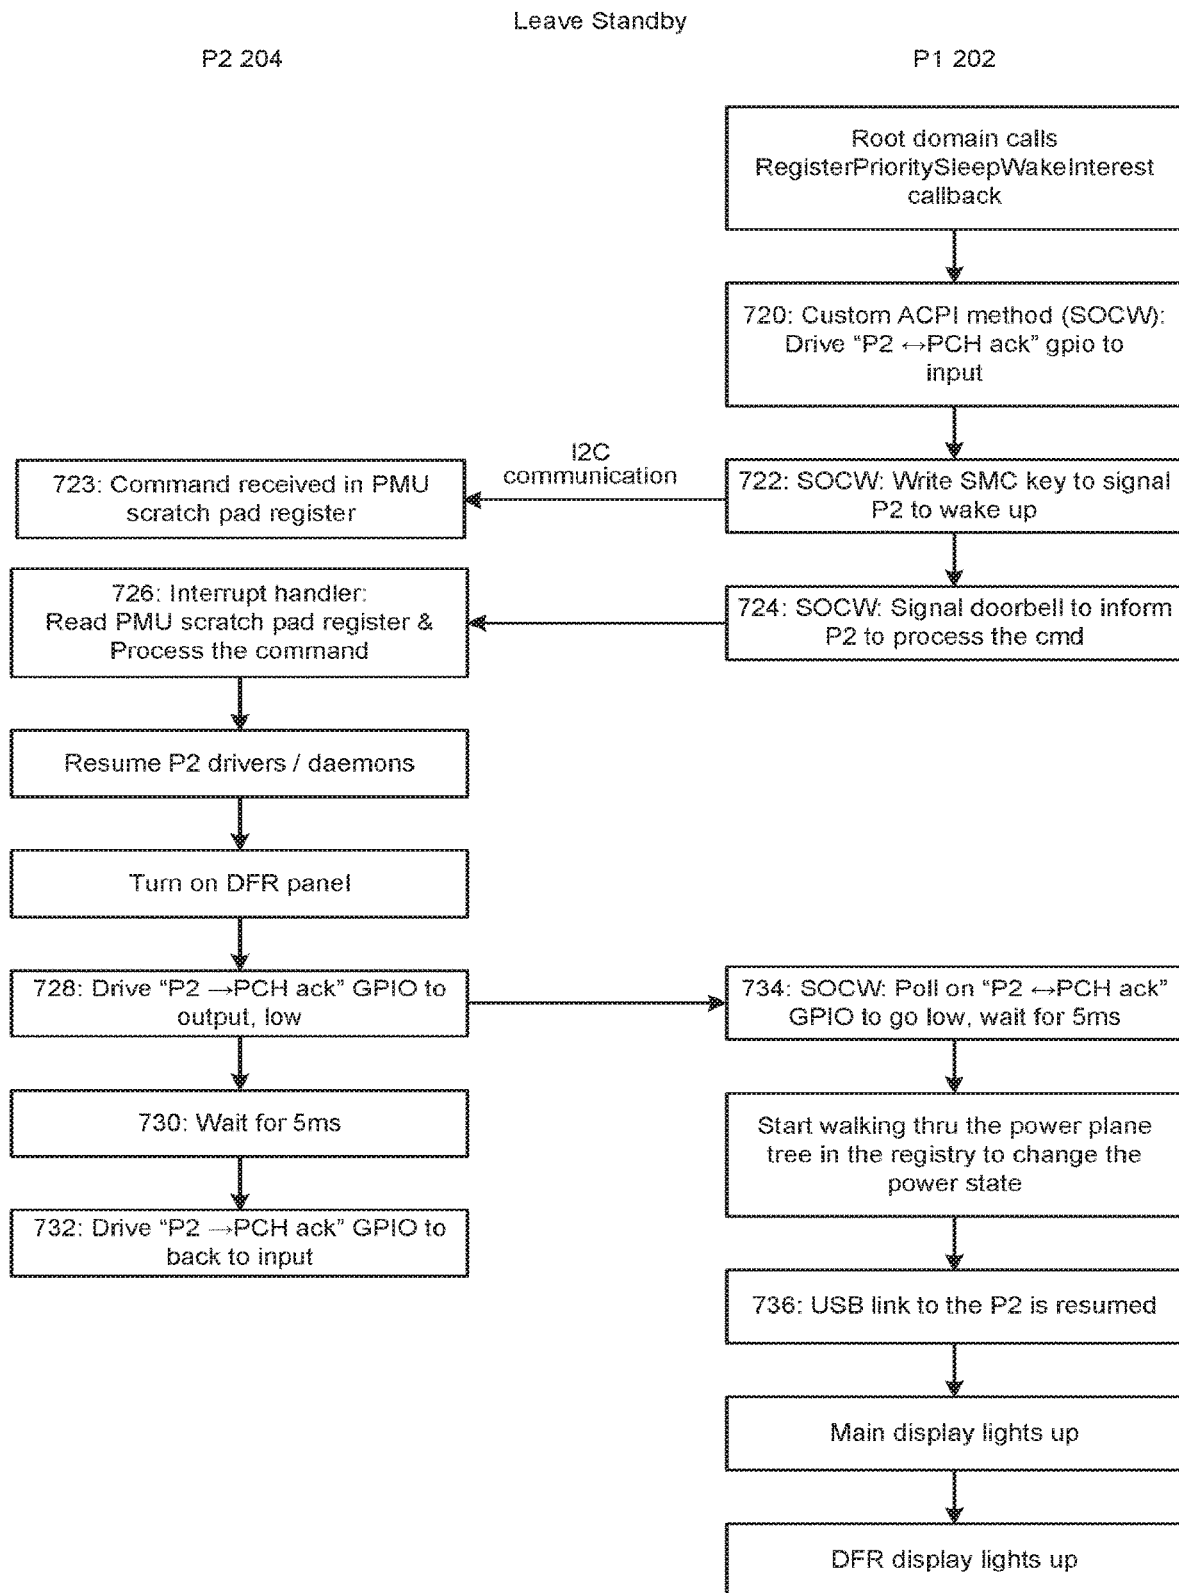 Leave Standby
P2 204
P1 202
Root domain calls
RegisterPrioritySleepWakeInterest
callback
720: Custom ACPI method (SOCW):
Drive “P2 ↔PCH ack” gpio to
input
I2C
communication
723: Command received in PMU
scratch pad register
722: SOCW: Write SMC key to signal
P2 to wake up
726: Interrupt handler:
Read PMU scratch pad register &
Process the command
724: SOCW: Signal doorbell to inform
P2 to process the cmd
Resume P2 drivers / daemons
Turn on DFR panel
728: Drive “P2 →PCH ack” GPIO to
output, low
734: SOCW: Poll on “P2 ↔PCH ack”
GPIO to go low, wait for 5ms
730: Wait for 5ms
Start walking thru the power plane
tree in the registry to change the
power state
732: Drive “P2 →PCH ack” GPIO to
back to input
736: USB link to the P2 is resumed
Main display lights up
DFR display lights up